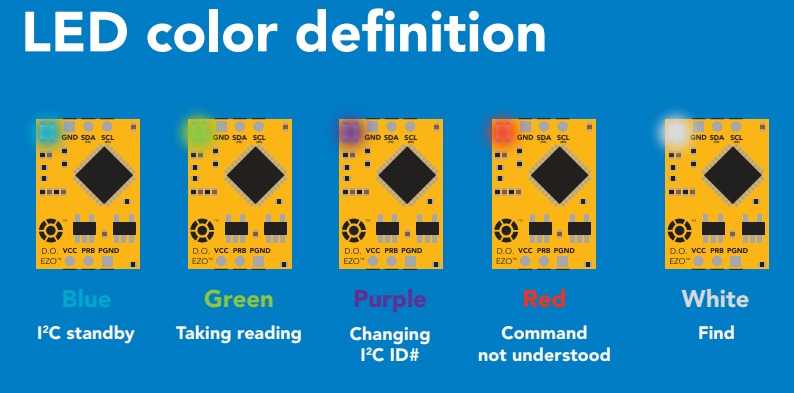 LED color definition
GND SDA SCL
GND SDA SCL
GND SDA SCL
GND SDA SCL
GND SDA SCL
D.O. VCC PRB PGND
EZO™
D.O. VCC PRB PGND
EZO™
D.O. VCC PRB PGND
EZO™
D.O. VCC PRB PGND
EZO™
D.O. VCC PRB PGND
EZO™
Blue
Green
Purple
Red
White
I²C standby
Taking reading
Changing
I²C ID#
Command
not understood
Find